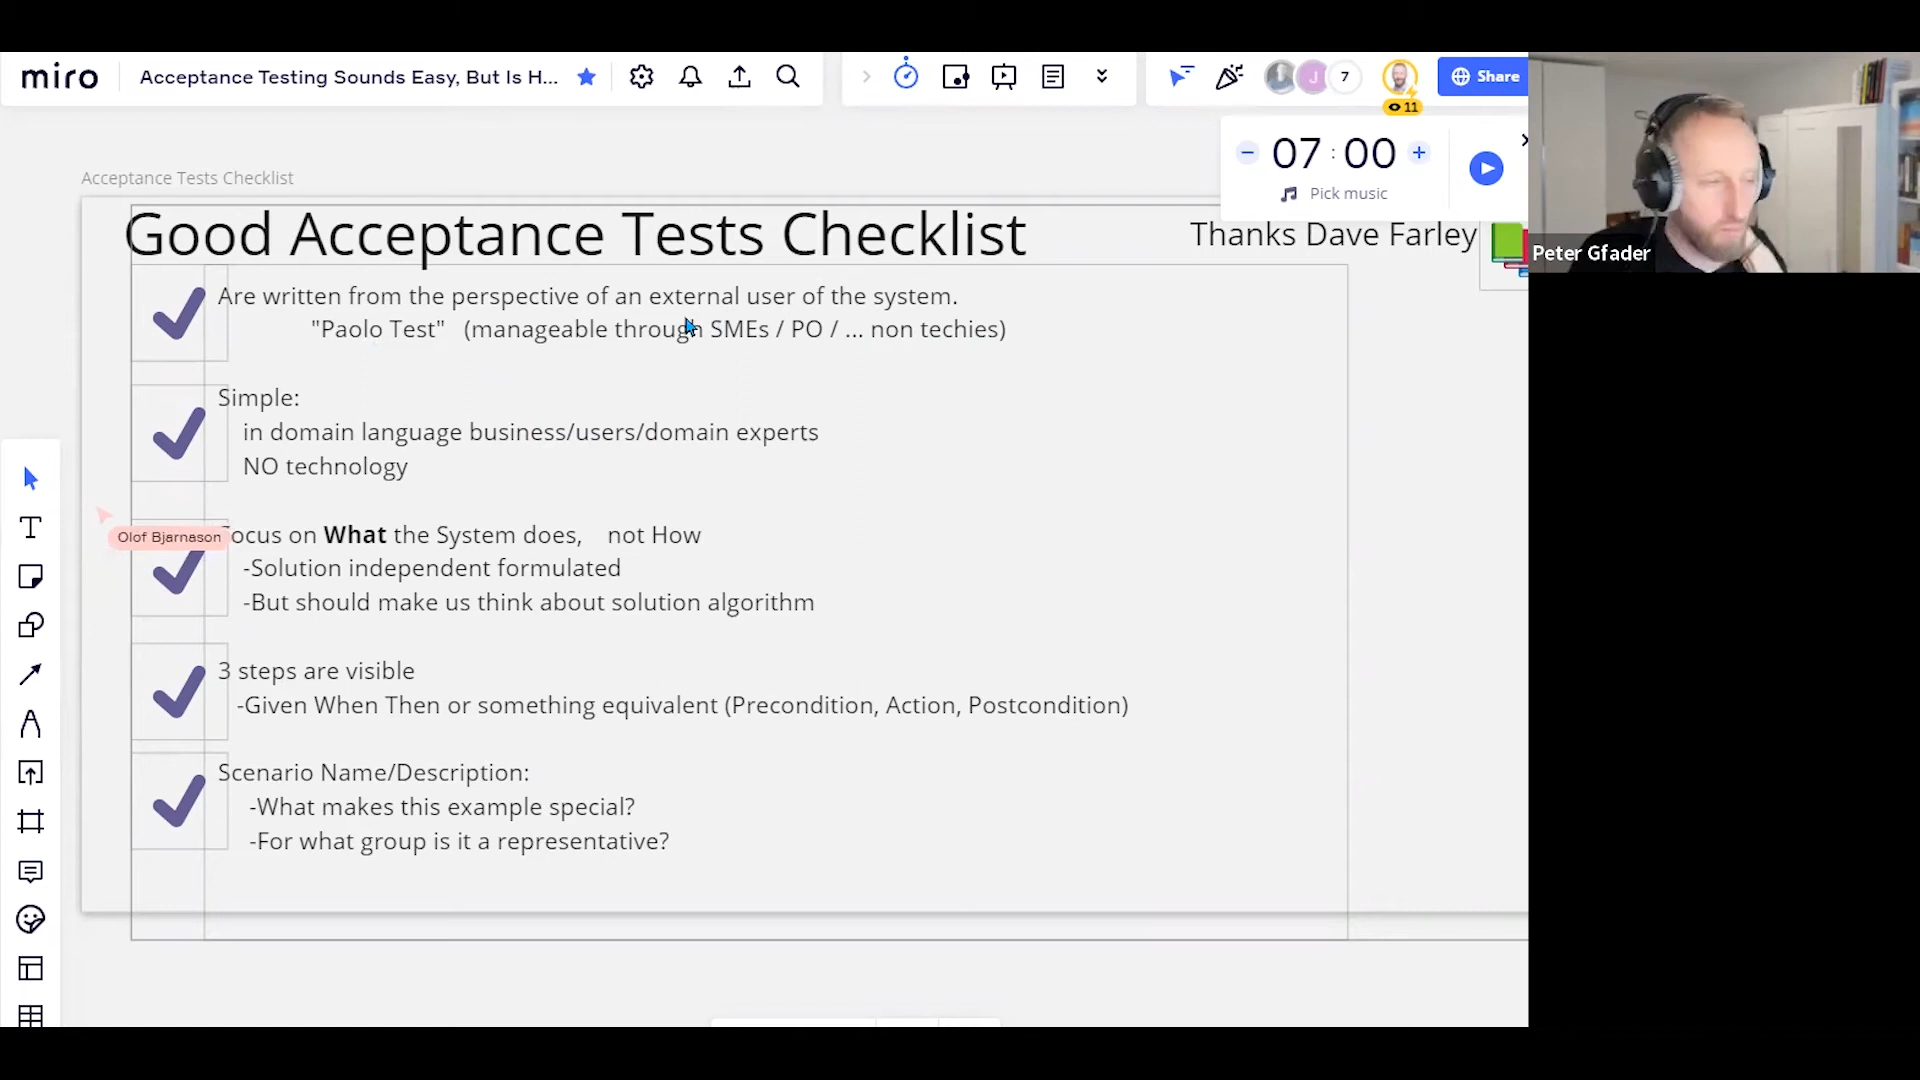 miro
Acceptance Testing Sounds Easy, But Is H...
J
7
11
Share
07 : 00
Pick music
Acceptance Tests Checklist
Good Acceptance Tests Checklist
Thanks Dave Farley
Peter Gfader
Are written from the perspective of an external user of the system.
"Paolo Test" (manageable through SMEs / PO / ... non techies)
Simple:
in domain language business/users/domain experts
NO technology
Olof Bjarnason
Focus on What the System does, not How
-Solution independent formulated
-But should make us think about solution algorithm
3 steps are visible
-Given When Then or something equivalent (Precondition, Action, Postcondition)
Scenario Name/Description:
-What makes this example special?
-For what group is it a representative?